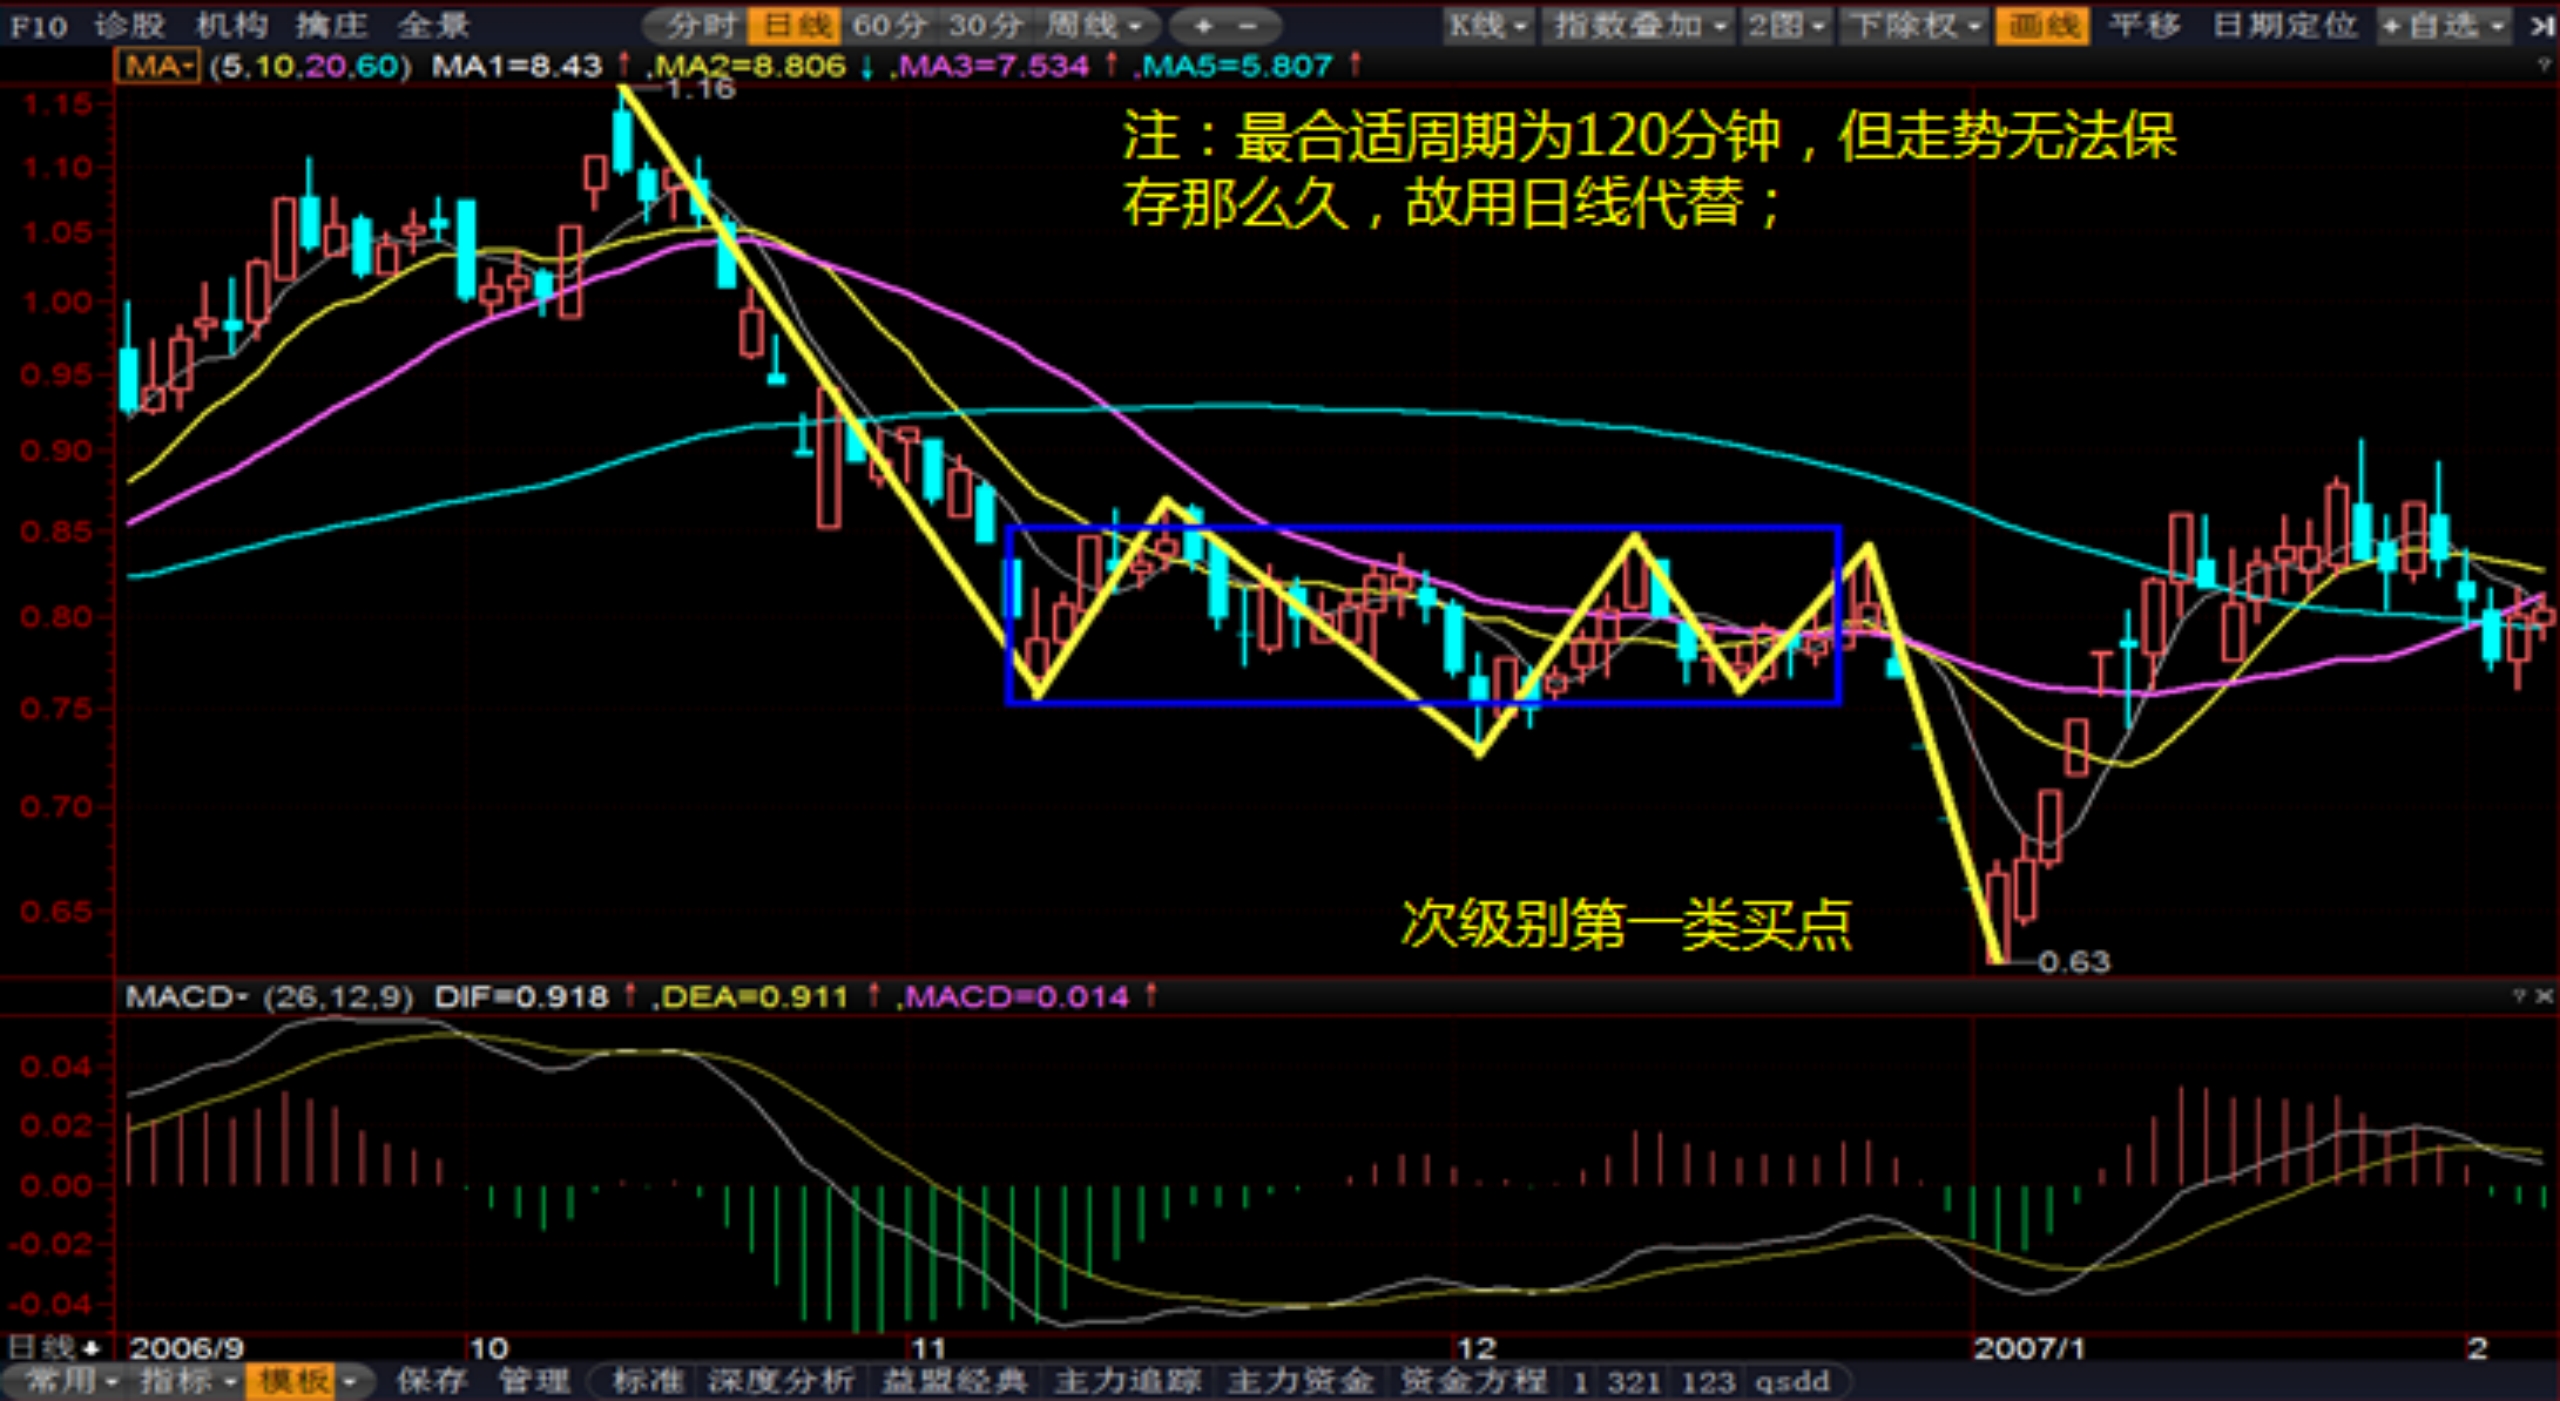 F10 诊股 机构 擒庄 全景 分时 日线 60分 30分 周线 + - K线 指数叠加 2图 下除权 画线 平移 日期定位 +自选
MA (5,10,20,60) MA1=8.43 ↑ ,MA2=8.806 ↓ ,MA3=7.534 ↑ ,MA5=5.807 ↑ ?
1.16
1.15
注：最合适周期为120分钟，但走势无法保
存那么久，故用日线代替；
1.10
1.05
1.00
0.95
0.90
0.85
0.80
0.75
0.70
0.65
次级别第一类买点
0.63
MACD (26,12,9) DIF=0.918 ↑ ,DEA=0.911 ↑ ,MACD=0.014 ↑ ? ×
0.04
0.02
0.00
-0.02
-0.04
日线 2006/9 10 11 12 2007/1 2
常用 指标 模板 保存 管理 标准 深度分析 益盟经典 主力追踪 主力资金 资金方程 1 321 123 qsdd